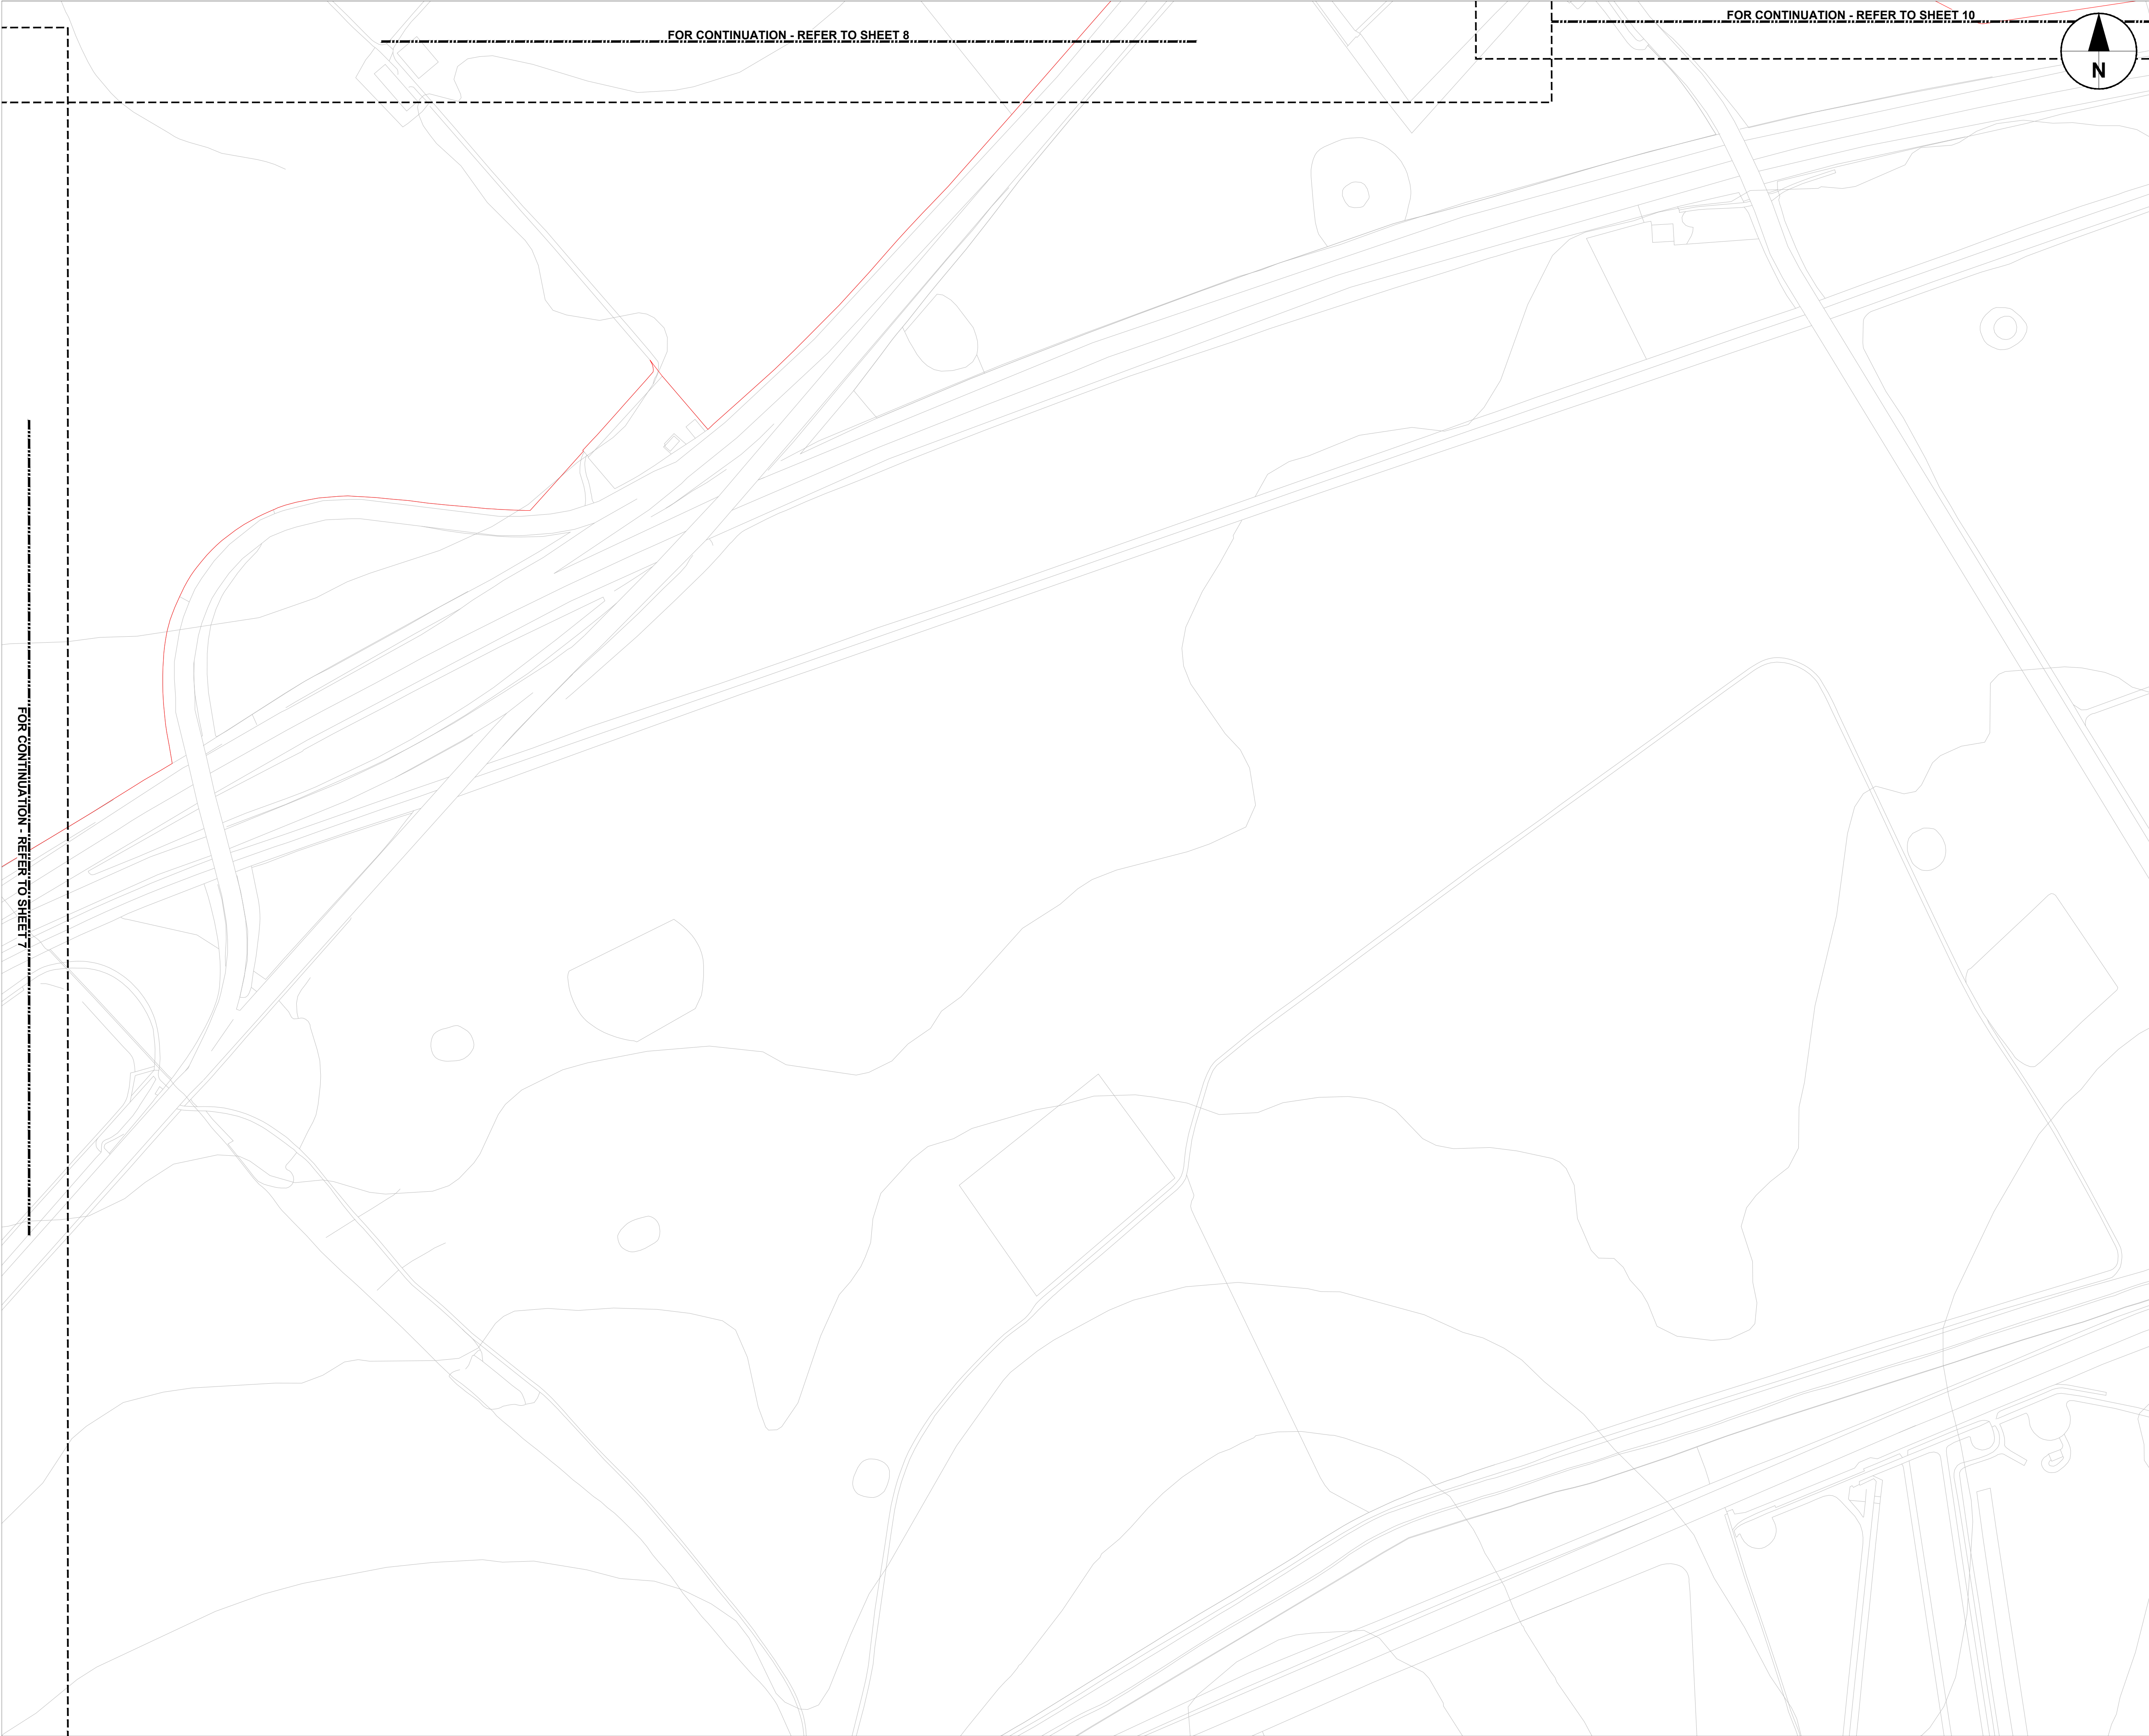 FOR CONTINUATION - REFER TO SHEET 10
FOR CONTINUATION - REFER TO SHEET 8
N
FOR CONTINUATION - REFER TO SHEET 7